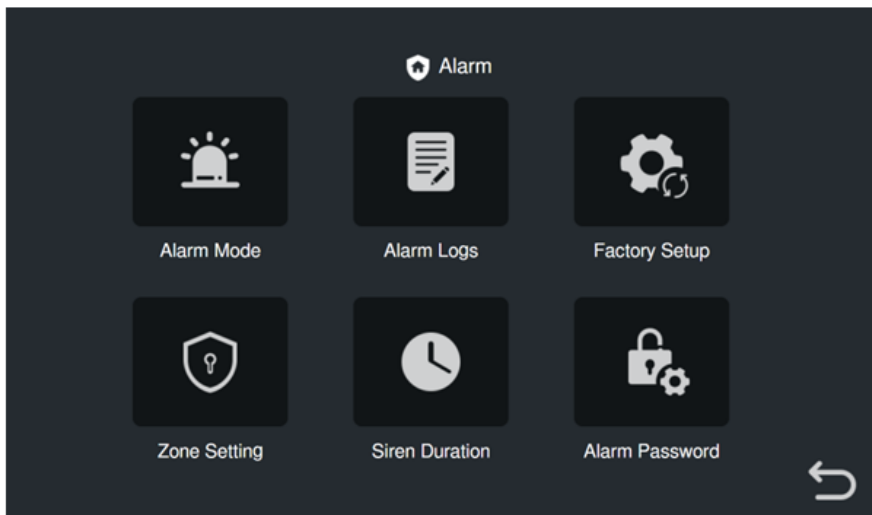 Alarm
Alarm Mode
Alarm Logs
Factory Setup
Zone Setting
Siren Duration
Alarm Password